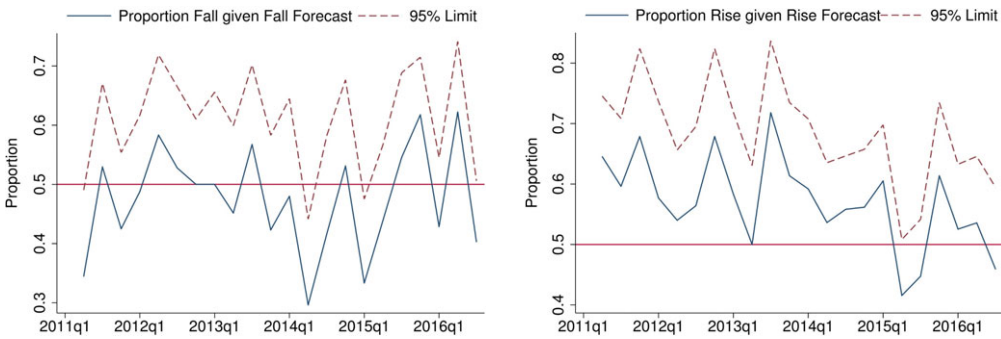 Proportion Fall given Fall Forecast
95% Limit
Proportion
0.7
0.6
0.5
0.4
0.3
2011q1
2012q1
2013q1
2014q1
2015q1
2016q1
Proportion Rise given Rise Forecast
95% Limit
Proportion
0.8
0.7
0.6
0.5
0.4
2011q1
2012q1
2013q1
2014q1
2015q1
2016q1